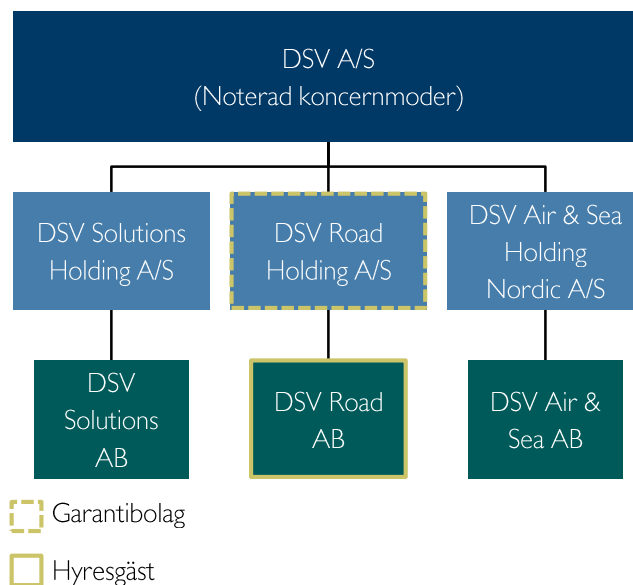 DSV A/S
(Noterad koncernmoder)
DSV Solutions
Holding A/S
DSV Road
Holding A/S
DSV Air & Sea
Holding
Nordic A/S
DSV
Solutions
AB
DSV Road
AB
DSV Air &
Sea AB
Garantibolag
Hyresgäst